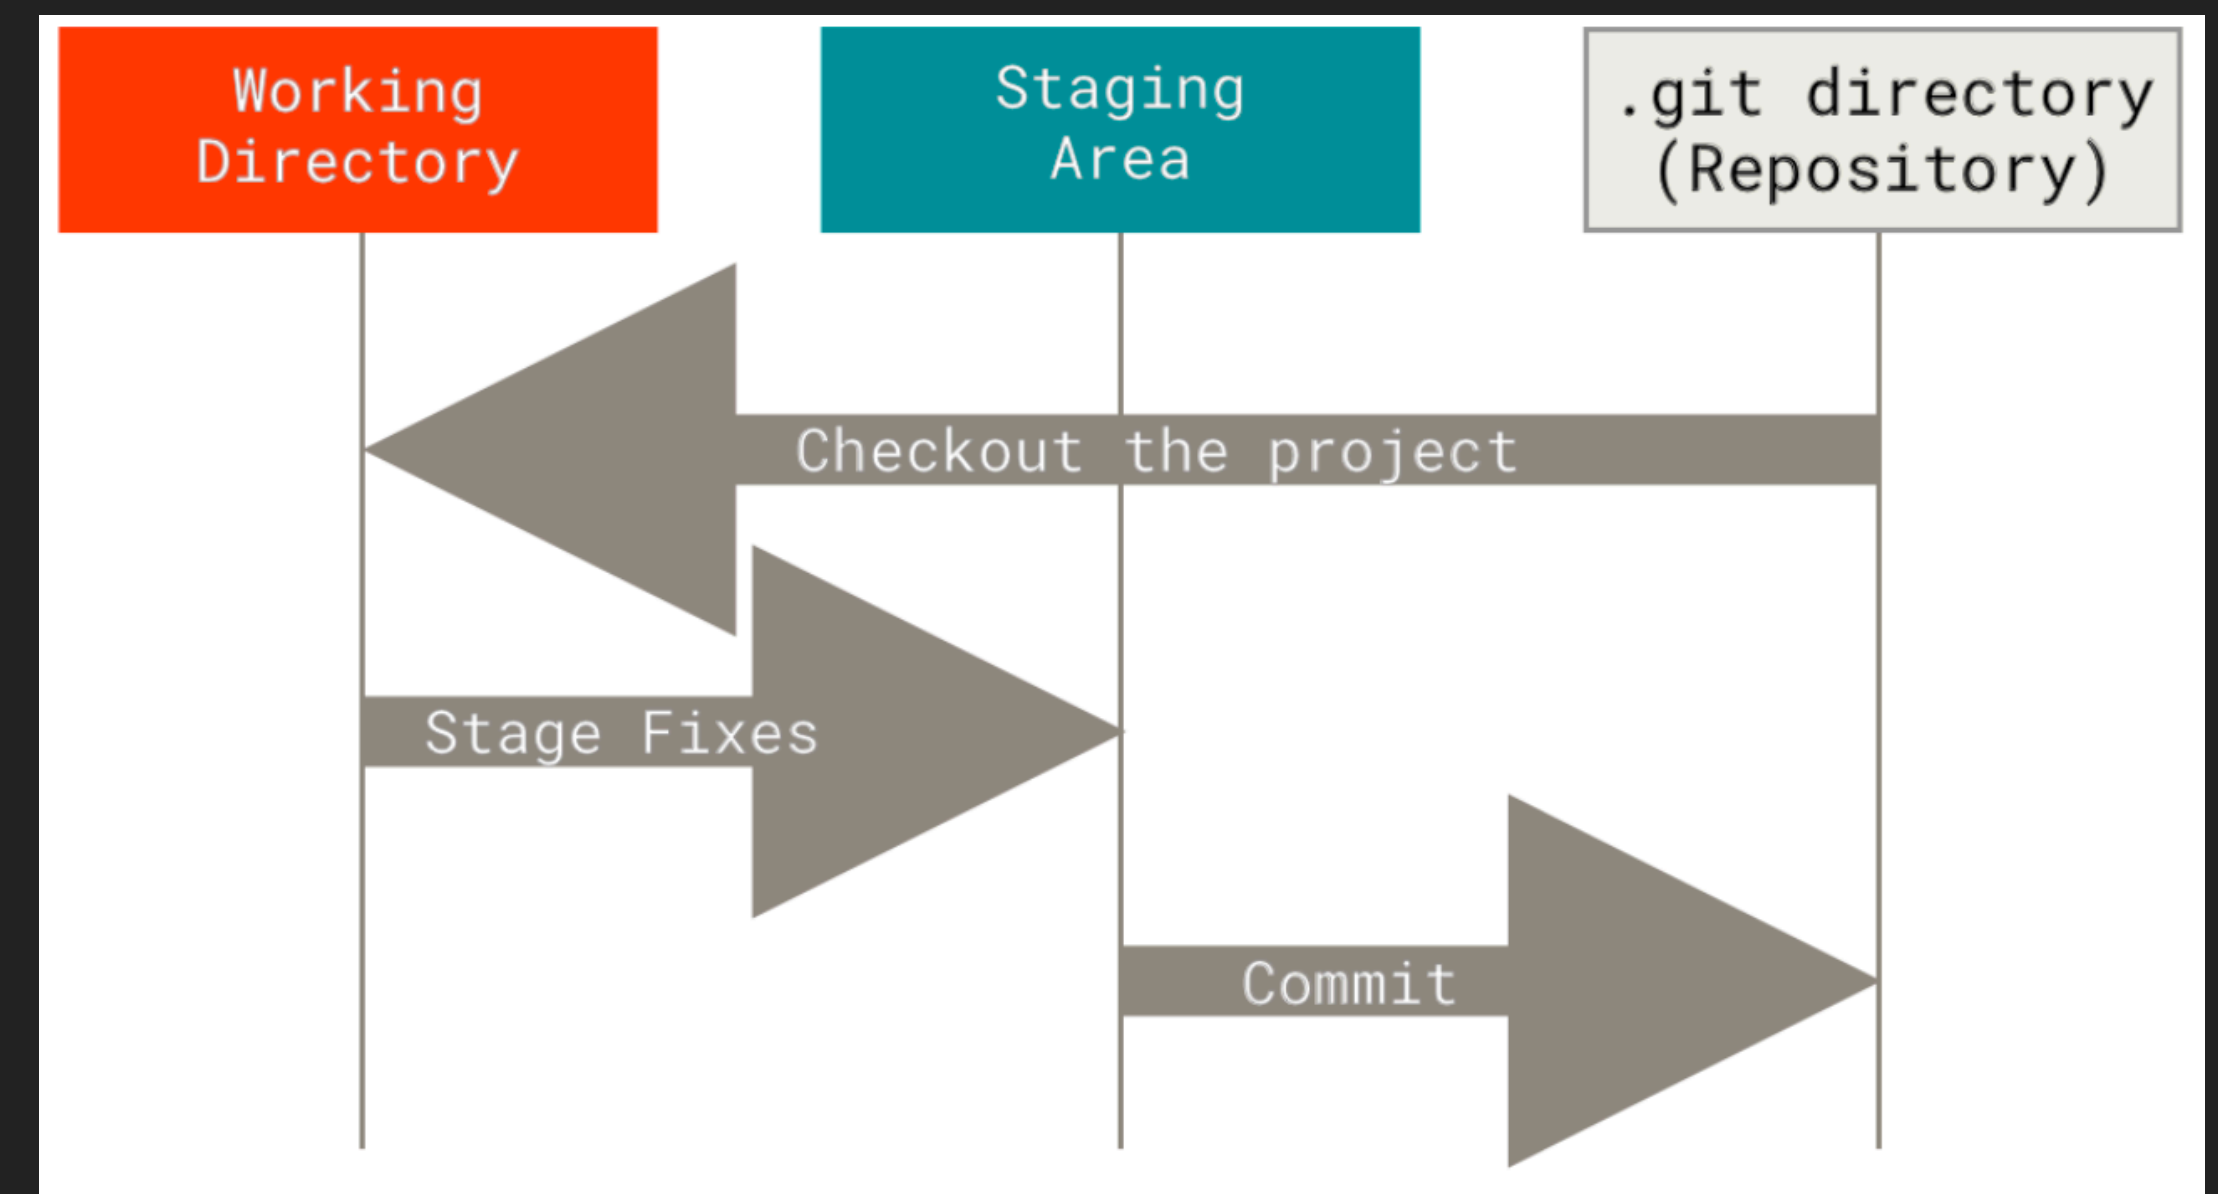 Working
Directory
Staging
Area
.git directory
(Repository)
Checkout the project
Stage Fixes
Commit